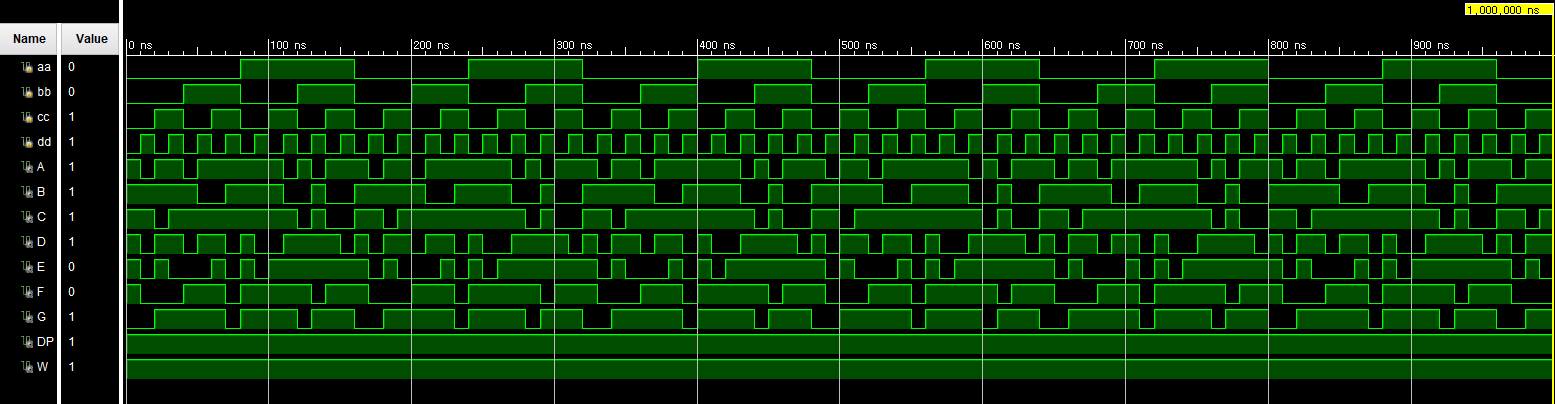 1,000,000 ns
Name Value
0 ns 100 ns 200 ns 300 ns 400 ns 500 ns 600 ns 700 ns 800 ns 900 ns
aa 0
bb 0
cc 1
dd 1
A 1
B 1
C 1
D 1
E 0
F 0
G 1
DP 1
W 1